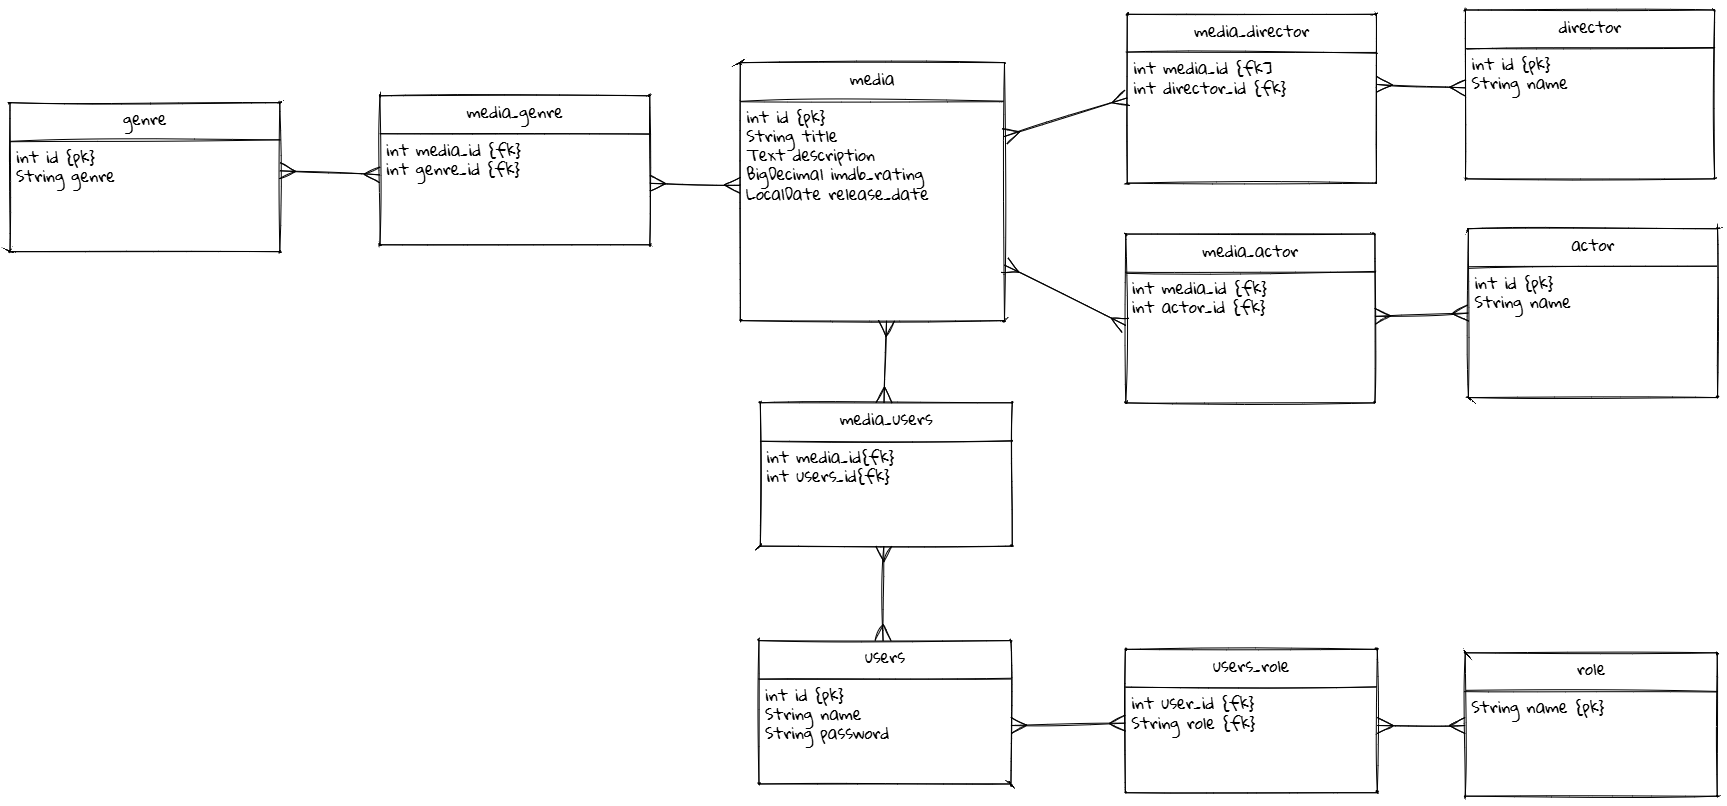 genre
int id {pk}
String genre
media_genre
int media_id {fk}
int genre_id {fk}
media
int id {pk}
String title
Text description
BigDecimal imdb_rating
LocalDate release_date
media_director
int media_id {fk]
int director_id {fk}
director
int id {pk}
String name
media_actor
int media_id {fk}
int actor_id {fk}
actor
int id {pk}
String name
media_users
int media_id{fk}
int users_id{fk}
users
int id {pk}
String name
String password
users_role
int user_id {fk}
String role {fk}
role
String name {pk}